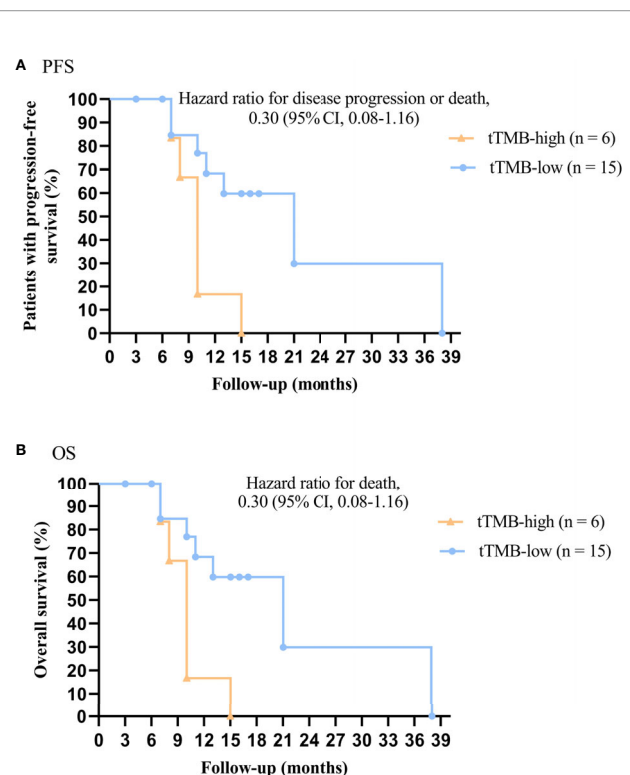 A PFS
Hazard ratio for disease progression or death,
0.30 (95% CI, 0.08-1.16)
tTMB-high (n = 6)
tTMB-low (n = 15)
Patients with progression-free
survival (%)
100
90
80
70
60
50
40
30
20
10
0
0 3 6 9 12 15 18 21 24 27 30 33 36 39
Follow-up (months)
B OS
Hazard ratio for death,
0.30 (95% CI, 0.08-1.16)
tTMB-high (n = 6)
tTMB-low (n = 15)
Overall survival (%)
100
90
80
70
60
50
40
30
20
10
0
0 3 6 9 12 15 18 21 24 27 30 33 36 39
Follow-up (months)